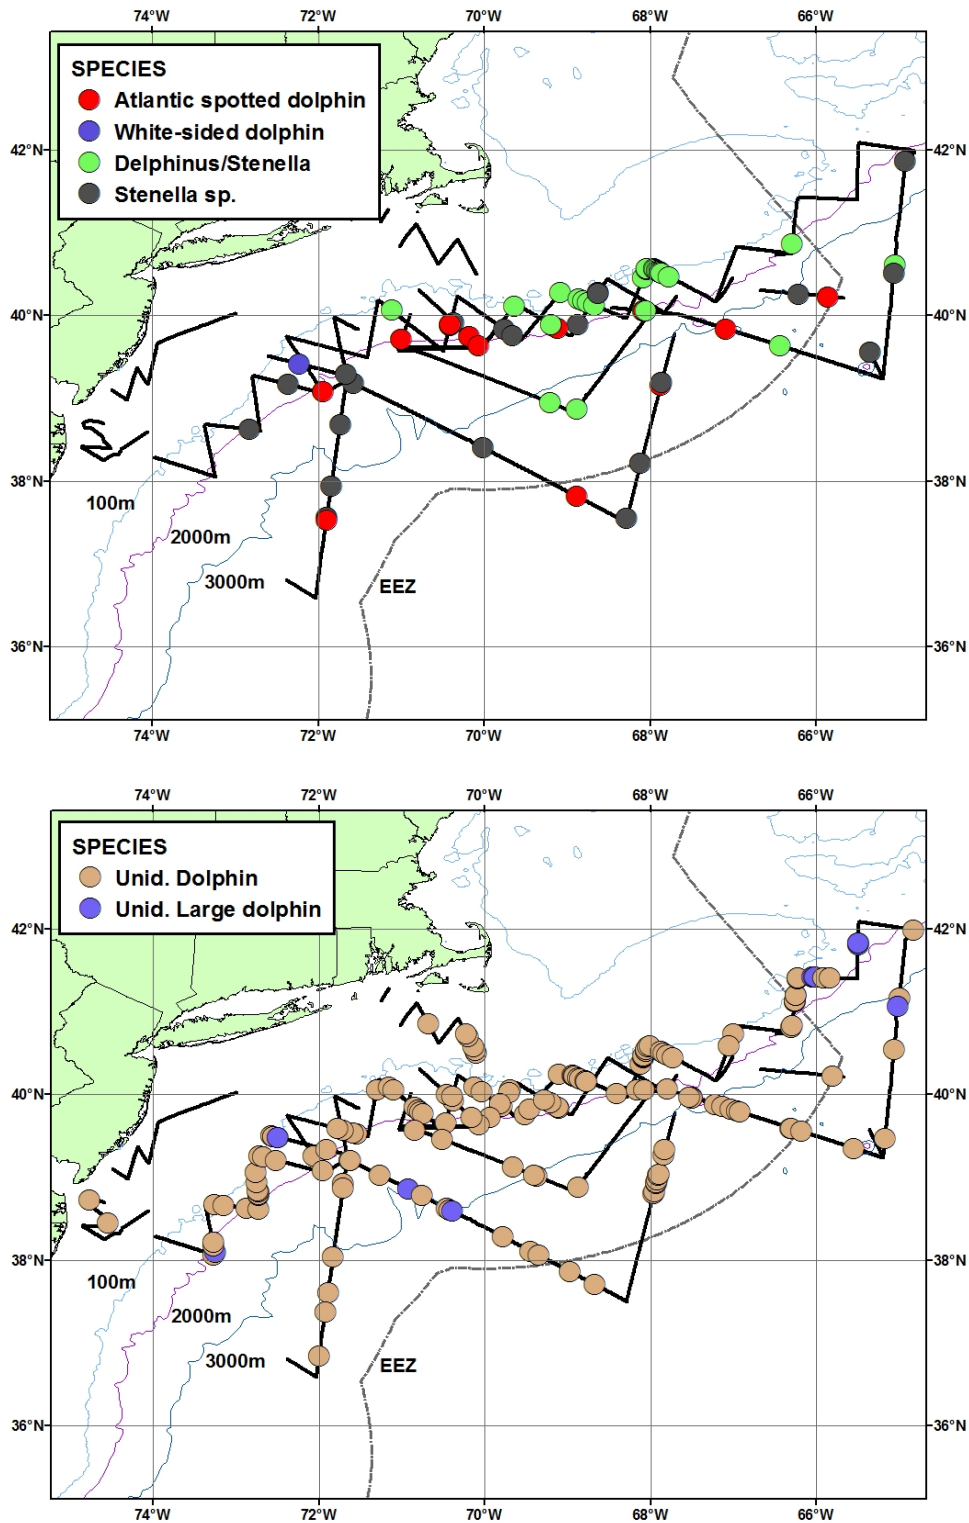 74°W 72°W 70°W 68°W 66°W
SPECIES
Atlantic spotted dolphin
White-sided dolphin
Delphinus/Stenella
Stenella sp.
42°N 42°N
40°N 40°N
38°N 38°N
100m
2000m
3000m
EEZ
36°N 36°N
74°W 72°W 70°W 68°W 66°W
74°W 72°W 70°W 68°W 66°W
SPECIES
Unid. Dolphin
Unid. Large dolphin
42°N 42°N
40°N 40°N
38°N 38°N
100m
2000m
3000m
EEZ
36°N 36°N
74°W 72°W 70°W 68°W 66°W